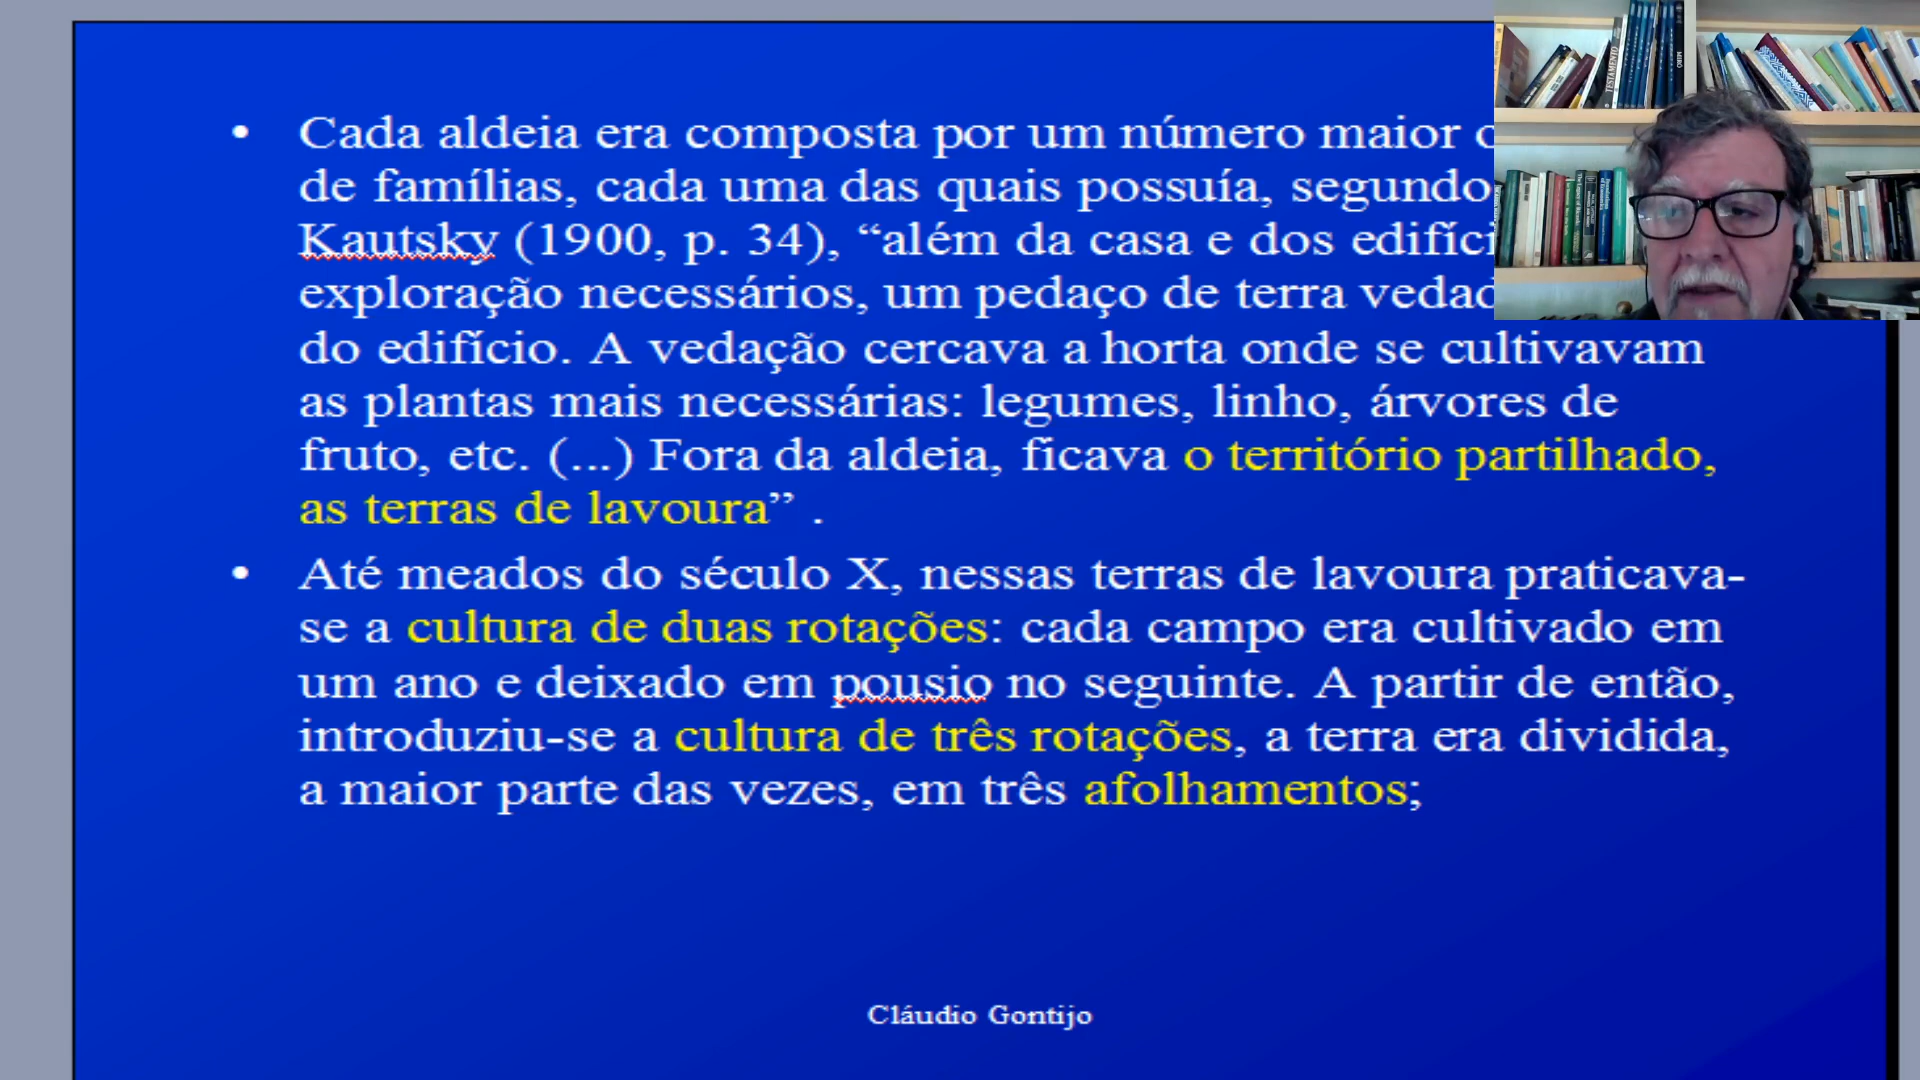 • Cada aldeia era composta por um número maior
de famílias, cada uma das quais possuía, segundo
Kautsky (1900, p. 34), “além da casa e dos
exploração necessários, um pedaço de terra
do edifício. A vedação cercava a horta onde se cultivavam
as plantas mais necessárias: legumes, linho, árvores de
fruto, etc. (...) Fora da aldeia, ficava o território partilhado,
as terras de lavoura” .
• Até meados do século X, nessas terras de lavoura praticava-
se a cultura de duas rotações: cada campo era cultivado em
um ano e deixado em pousio no seguinte. A partir de então,
introduziu-se a cultura de três rotações, a terra era dividida,
a maior parte das vezes, em três afolhamentos;
Cláudio Gontijo
TESTAMENTO